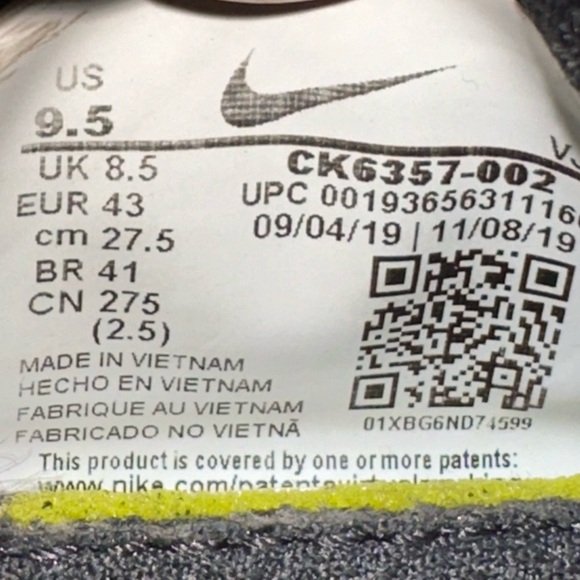 US
9.5
UK 8.5
EUR 43
cm 27.5
BR 41
CN 275
(2.5)
CK6357-002
UPC 00193656311116
09/04/19 | 11/08/19
01XBG6ND74599
MADE IN VIETNAM
HECHO EN VIETNAM
FABRIQUE AU VIETNAM
FABRICADO NO VIETNÃ
This product is covered by one or more patents: